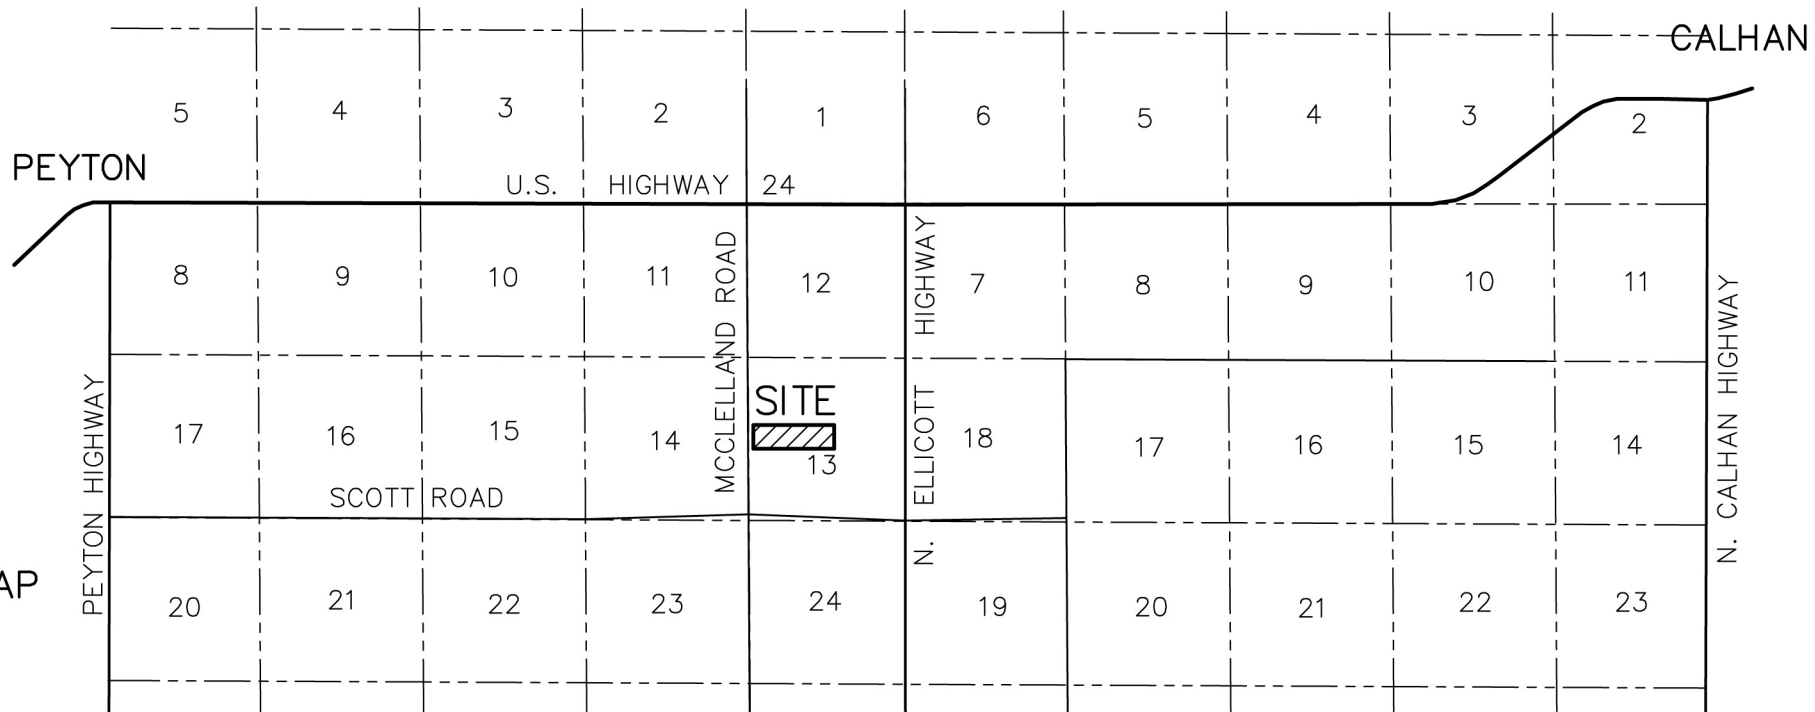 CALHAN
5 4 3 2 1 6 5 4 3 2
PEYTON
U.S. HIGHWAY 24
8 9 10 11 12 7 8 9 10 11
MCCLELLAND ROAD
N. ELLICOTT HIGHWAY
N. CALHAN HIGHWAY
PEYTON HIGHWAY
SITE
17 16 15 14 13 18 17 16 15 14
SCOTT ROAD
AP
20 21 22 23 24 19 20 21 22 23